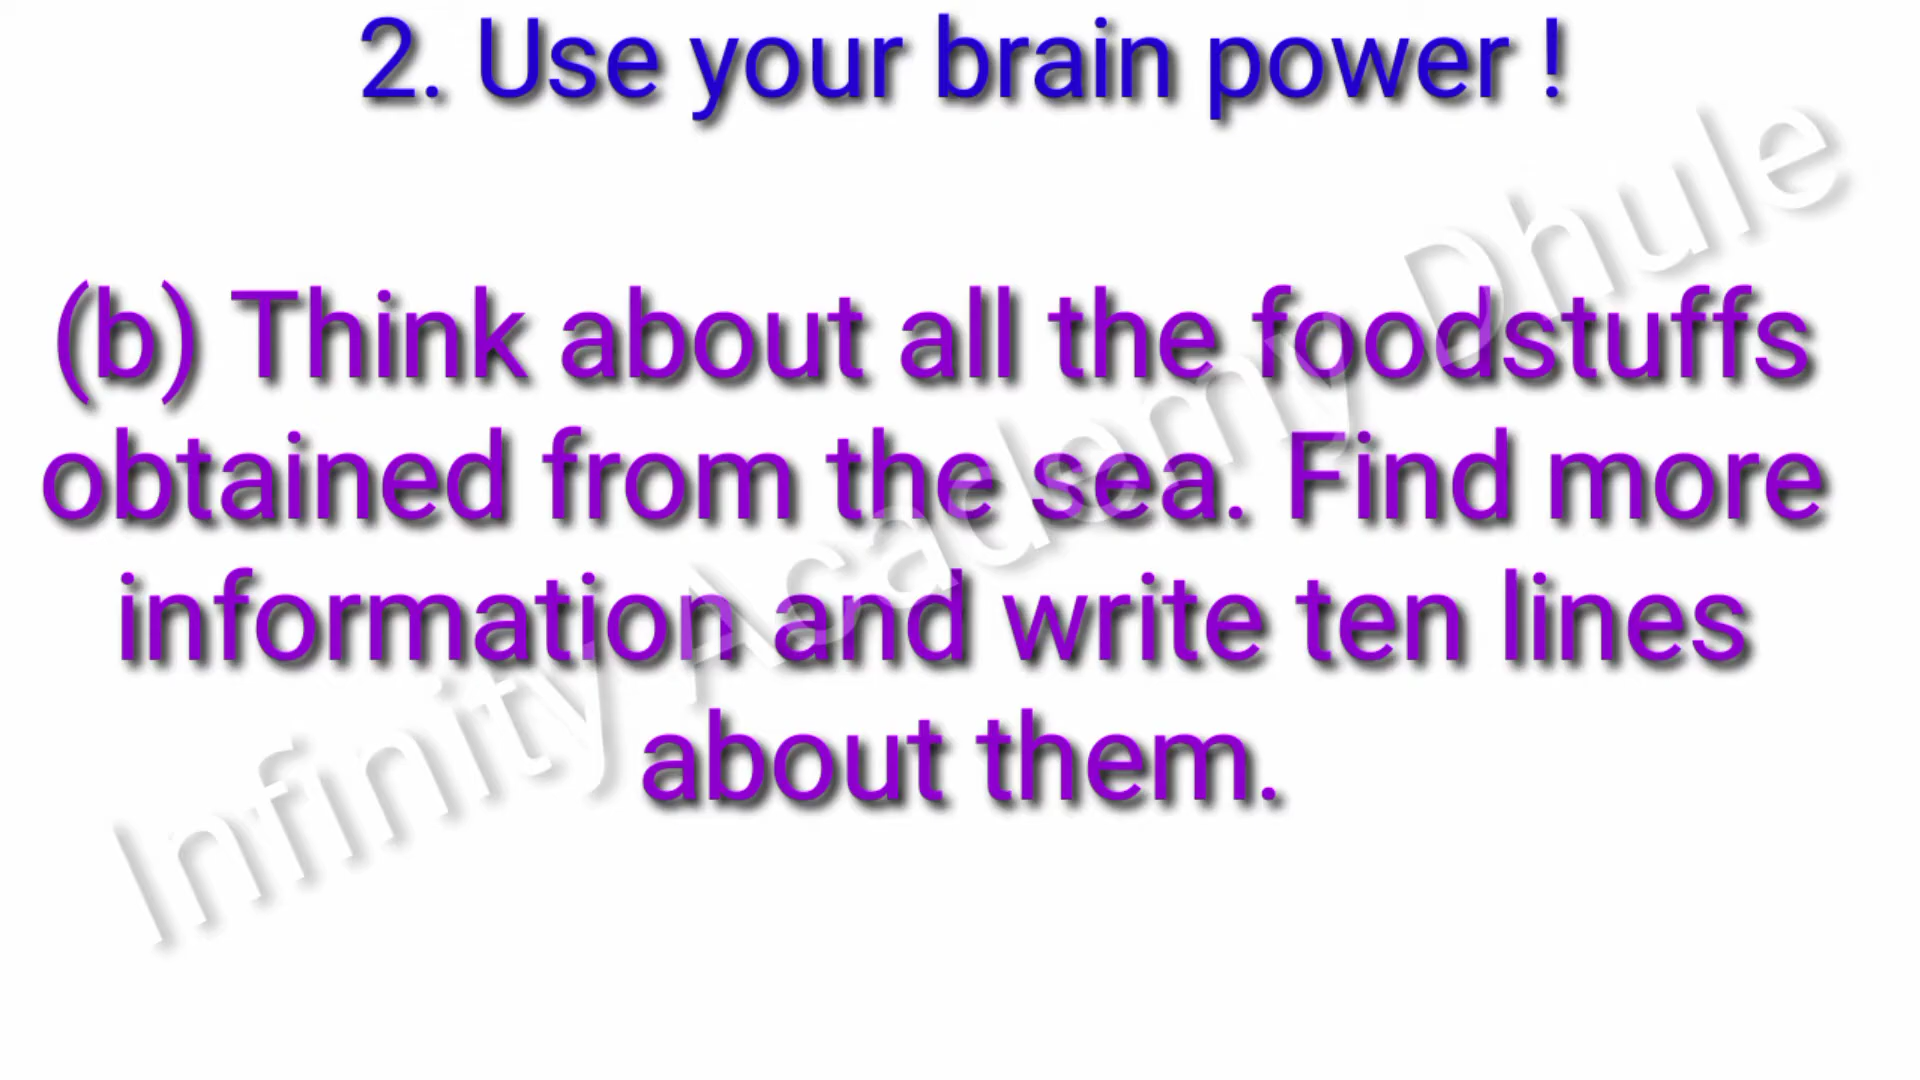 2. Use your brain power !
(b) Think about all the foodstuffs
obtained from the sea. Find more
information and write ten lines
about them.
Infinity Academy Dhule